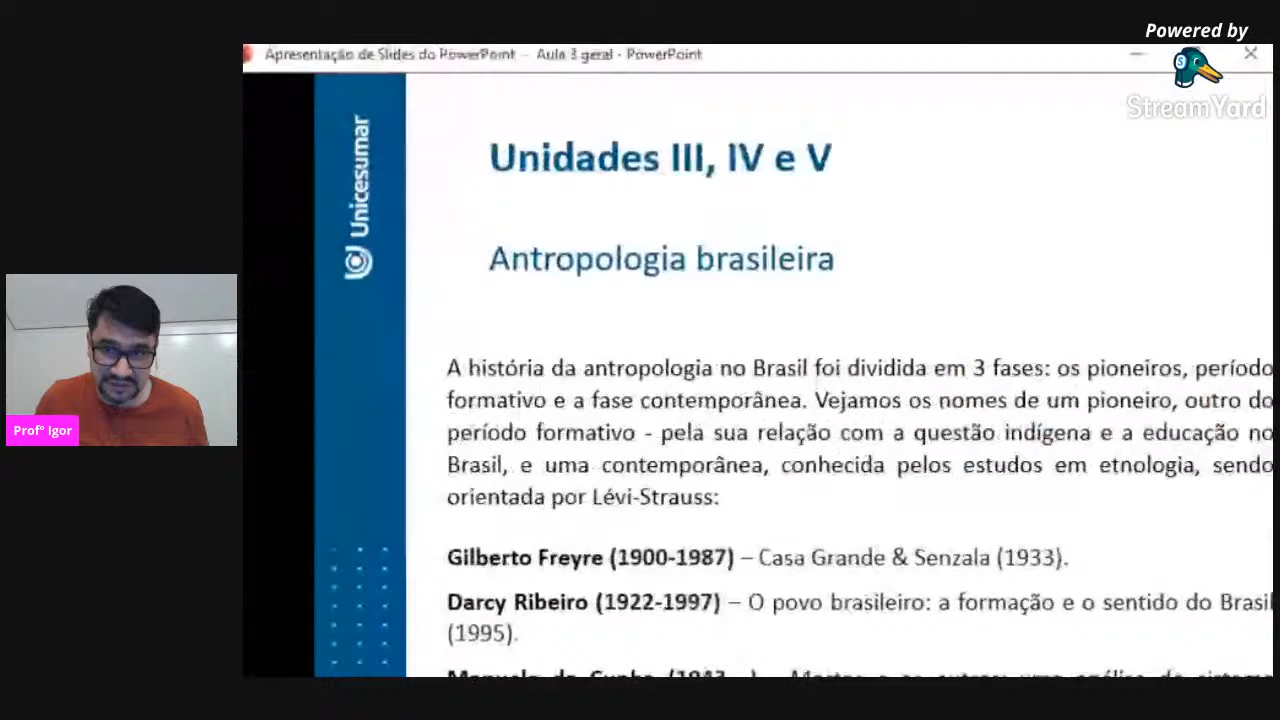 Powered by
StreamYard
Apresentação de Slides do PowerPoint - Aula 3 geral - PowerPoint
Unicesumar
Unidades III, IV e V
Antropologia brasileira
A história da antropologia no Brasil foi dividida em 3 fases: os pioneiros, período
formativo e a fase contemporânea. Vejamos os nomes de um pioneiro, outro do
período formativo - pela sua relação com a questão indígena e a educação no
Brasil, e uma contemporânea, conhecida pelos estudos em etnologia, sendo
orientada por Lévi-Strauss:
Gilberto Freyre (1900-1987) – Casa Grande & Senzala (1933).
Darcy Ribeiro (1922-1997) – O povo brasileiro: a formação e o sentido do Brasil
(1995).
Profº Igor